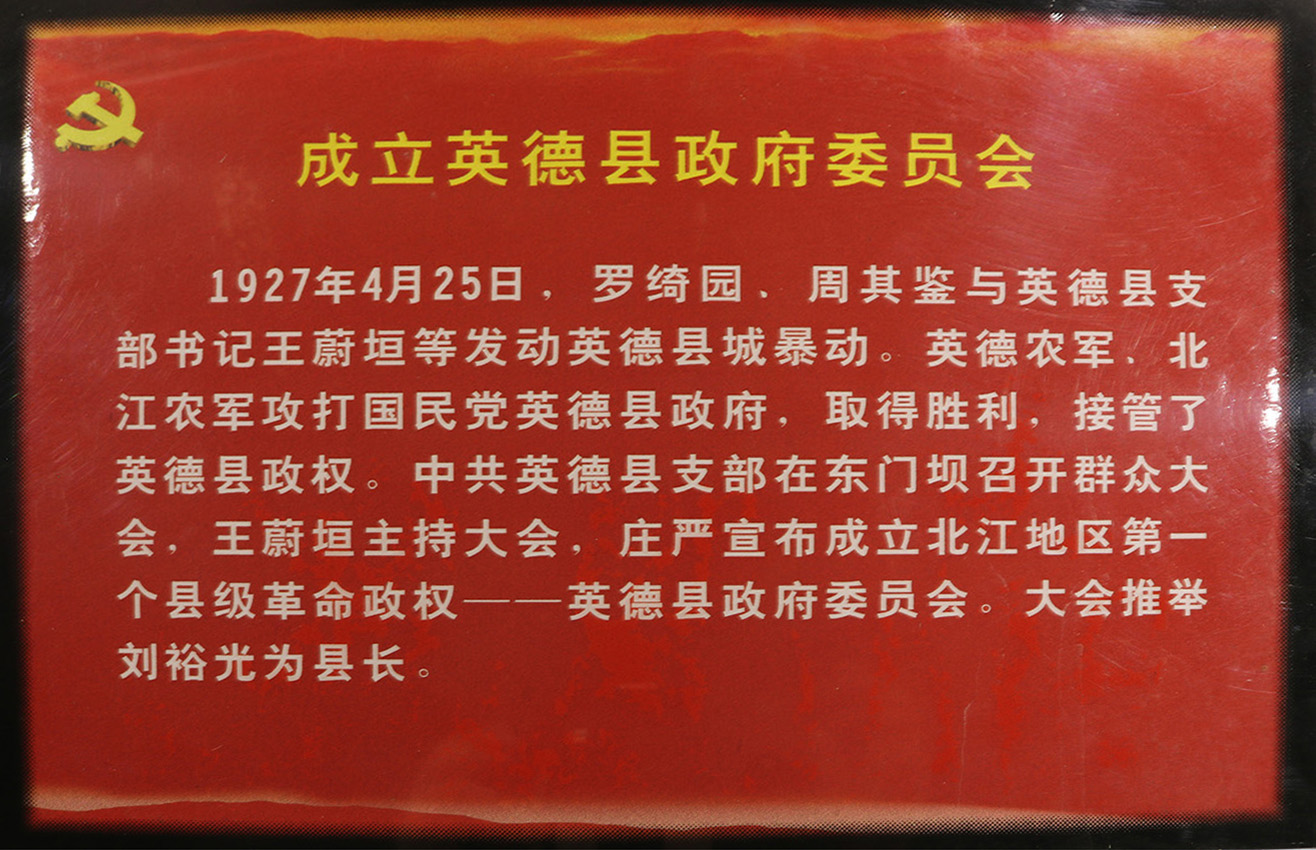 成立英德县政府委员会
1927年4月25日，罗绮园、周其鉴与英德县支
部书记王蔚垣等发动英德县城暴动。英德农军、北
江农军攻打国民党英德县政府，取得胜利，接管了
英德县政权。中共英德县支部在东门坝召开群众大
会，王蔚垣主持大会，庄严宣布成立北江地区第一
个县级革命政权——英德县政府委员会。大会推举
刘裕光为县长。